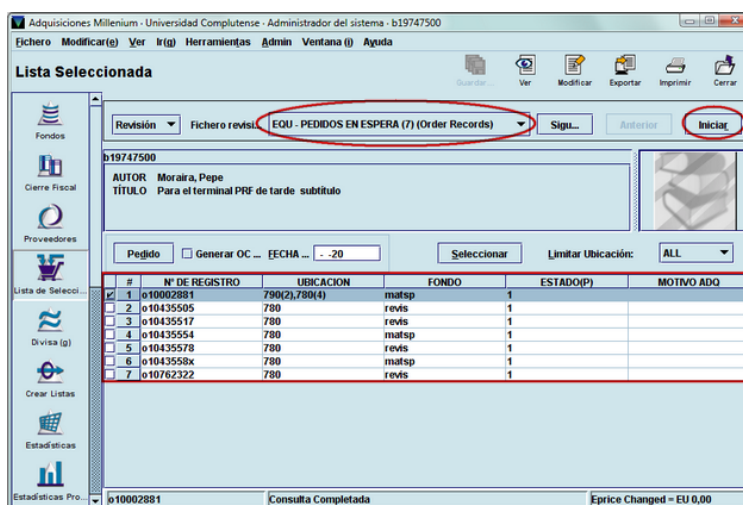 Adquisiciones Millenium · Universidad Complutense · Administrador del sistema · b19747500
Fichero Modificar(e) Ver Ir(g) Herramientas Admin Ventana (i) Ayuda
Lista Seleccionada
Guardar... Ver Modificar Exportar Imprimir Cerrar
Fondos
Cierre Fiscal
Proveedores
Lista de Selecci...
Divisa (g)
Crear Listas
Estadísticas
Estadísticas Pro...
Revisión Fichero revisi... EQU - PEDIDOS EN ESPERA (7) (Order Records) Sigu... Anterior Iniciar
b19747500
AUTOR Moraira, Pepe
TÍTULO Para el terminal PRF de tarde subtítulo
Pedido Generar OC ... FECHA ... - -20 Seleccionar Limitar Ubicación: ALL
# Nº DE REGISTRO UBICACION FONDO ESTADO(P) MOTIVO ADQ
1 o10002881 790(2),780(4) matsp 1
2 o10435505 780 revis 1
3 o10435517 780 revis 1
4 o10435554 780 matsp 1
5 o10435578 780 revis 1
6 o1043558x 780 matsp 1
7 o10762322 780 revis 1
o10002881 Consulta Completada Eprice Changed = EU 0,00